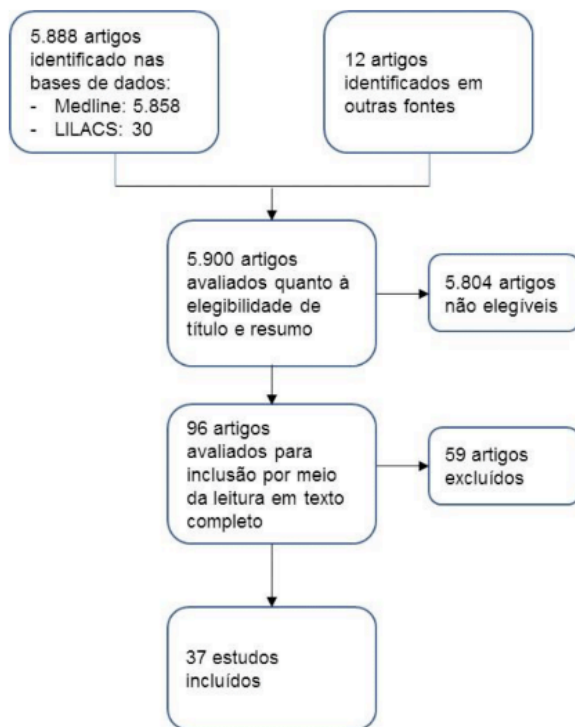 5.888 artigos
identificado nas
bases de dados:
- Medline: 5.858
- LILACS: 30
12 artigos
identificados em
outras fontes
5.900 artigos
avaliados quanto à
elegibilidade de
título e resumo
5.804 artigos
não elegíveis
96 artigos
avaliados para
inclusão por meio
da leitura em texto
completo
59 artigos
excluídos
37 estudos
incluídos